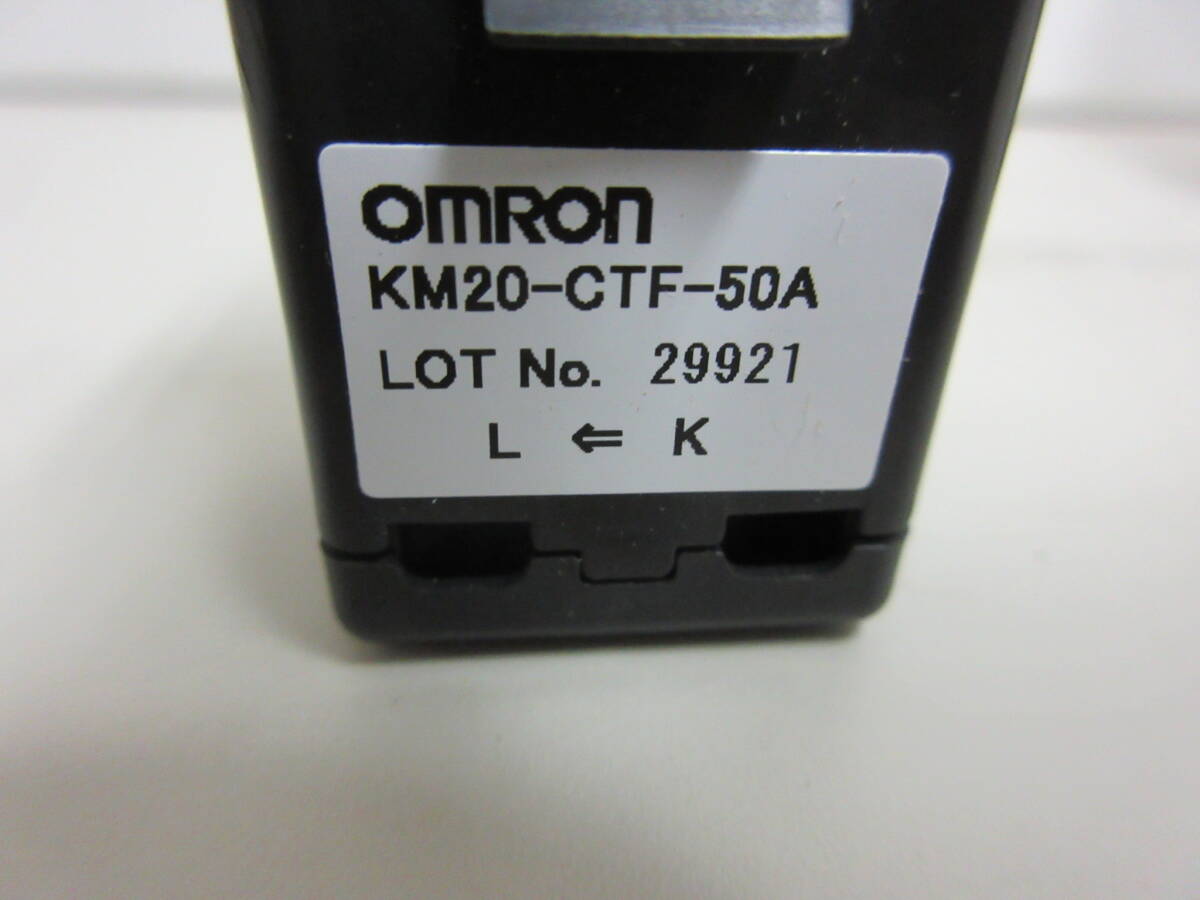 OMRON
KM20-CTF-50A
LOT No. 29921
L ⇐ K